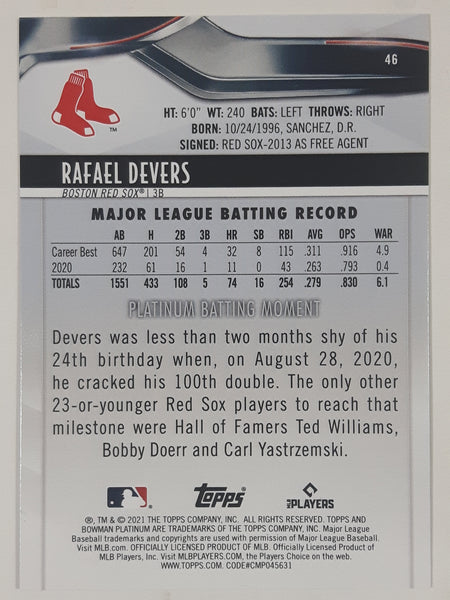 46
TM
HT: 6'0" WT: 240 BATS: LEFT THROWS: RIGHT
BORN: 10/24/1996, SANCHEZ, D.R.
SIGNED: RED SOX-2013 AS FREE AGENT
RAFAEL DEVERS
BOSTON RED SOX® | 3B
MAJOR LEAGUE BATTING RECORD
AB H 2B 3B HR SB RBI AVG OPS WAR
Career Best 647 201 54 4 32 8 115 .311 .916 4.9
2020 232 61 16 1 11 0 43 .263 .793 0.4
TOTALS 1551 433 108 5 74 16 254 .279 .830 6.1
PLATINUM BATTING MOMENT
Devers was less than two months shy of his
24th birthday when, on August 28, 2020,
he cracked his 100th double. The only other
23-or-younger Red Sox players to reach that
milestone were Hall of Famers Ted Williams,
Bobby Doerr and Carl Yastrzemski.
topps
MLB PLAYERS
®, TM & © 2021 THE TOPPS COMPANY, INC. ALL RIGHTS RESERVED. TOPPS AND
BOWMAN PLATINUM ARE TRADEMARKS OF THE TOPPS COMPANY, INC. Major League
Baseball trademarks and copyrights are used with permission of Major League Baseball.
Visit MLB.com. OFFICIALLY LICENSED PRODUCT OF MLB. Officially Licensed Product of
MLB Players, Inc. Visit MLBPLAYERS.com, the Players Choice on the web.
WWW.TOPPS.COM. CODE#CMP045631